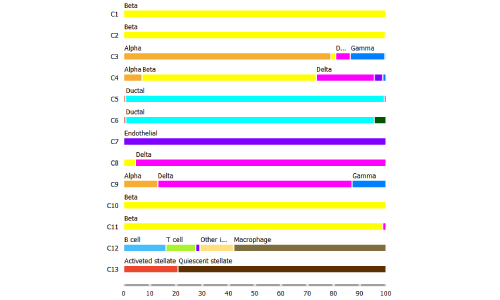 Beta
C1
Beta
C2
Alpha D... Gamma
C3
Alpha Beta Delta
C4
Ductal
C5
Ductal
C6
Endothelial
C7
Delta
C8
Alpha Delta Gamma
C9
Beta
C10
Beta
C11
B cell T cell Other i... Macrophage
C12
Activeted stellate Quiescent stellate
C13
0 10 20 30 40 50 60 70 80 90 100